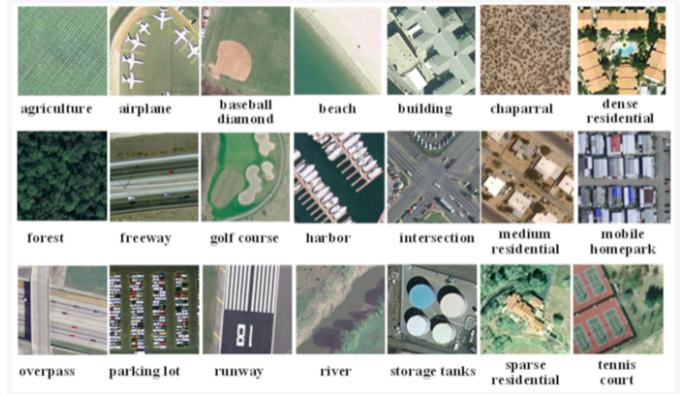 agriculture
airplane
baseball
diamond
beach
building
chaparral
dense
residential
forest
freeway
golf course
harbor
intersection
medium
residential
mobile
homepark
18
overpass
parking lot
runway
river
storage tanks
sparse
residential
tennis
court